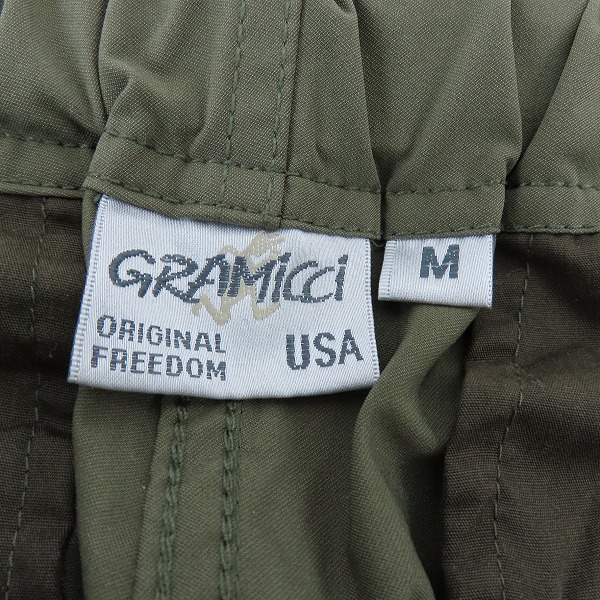 GRAMiCCi
ORIGINAL
FREEDOM
USA
M